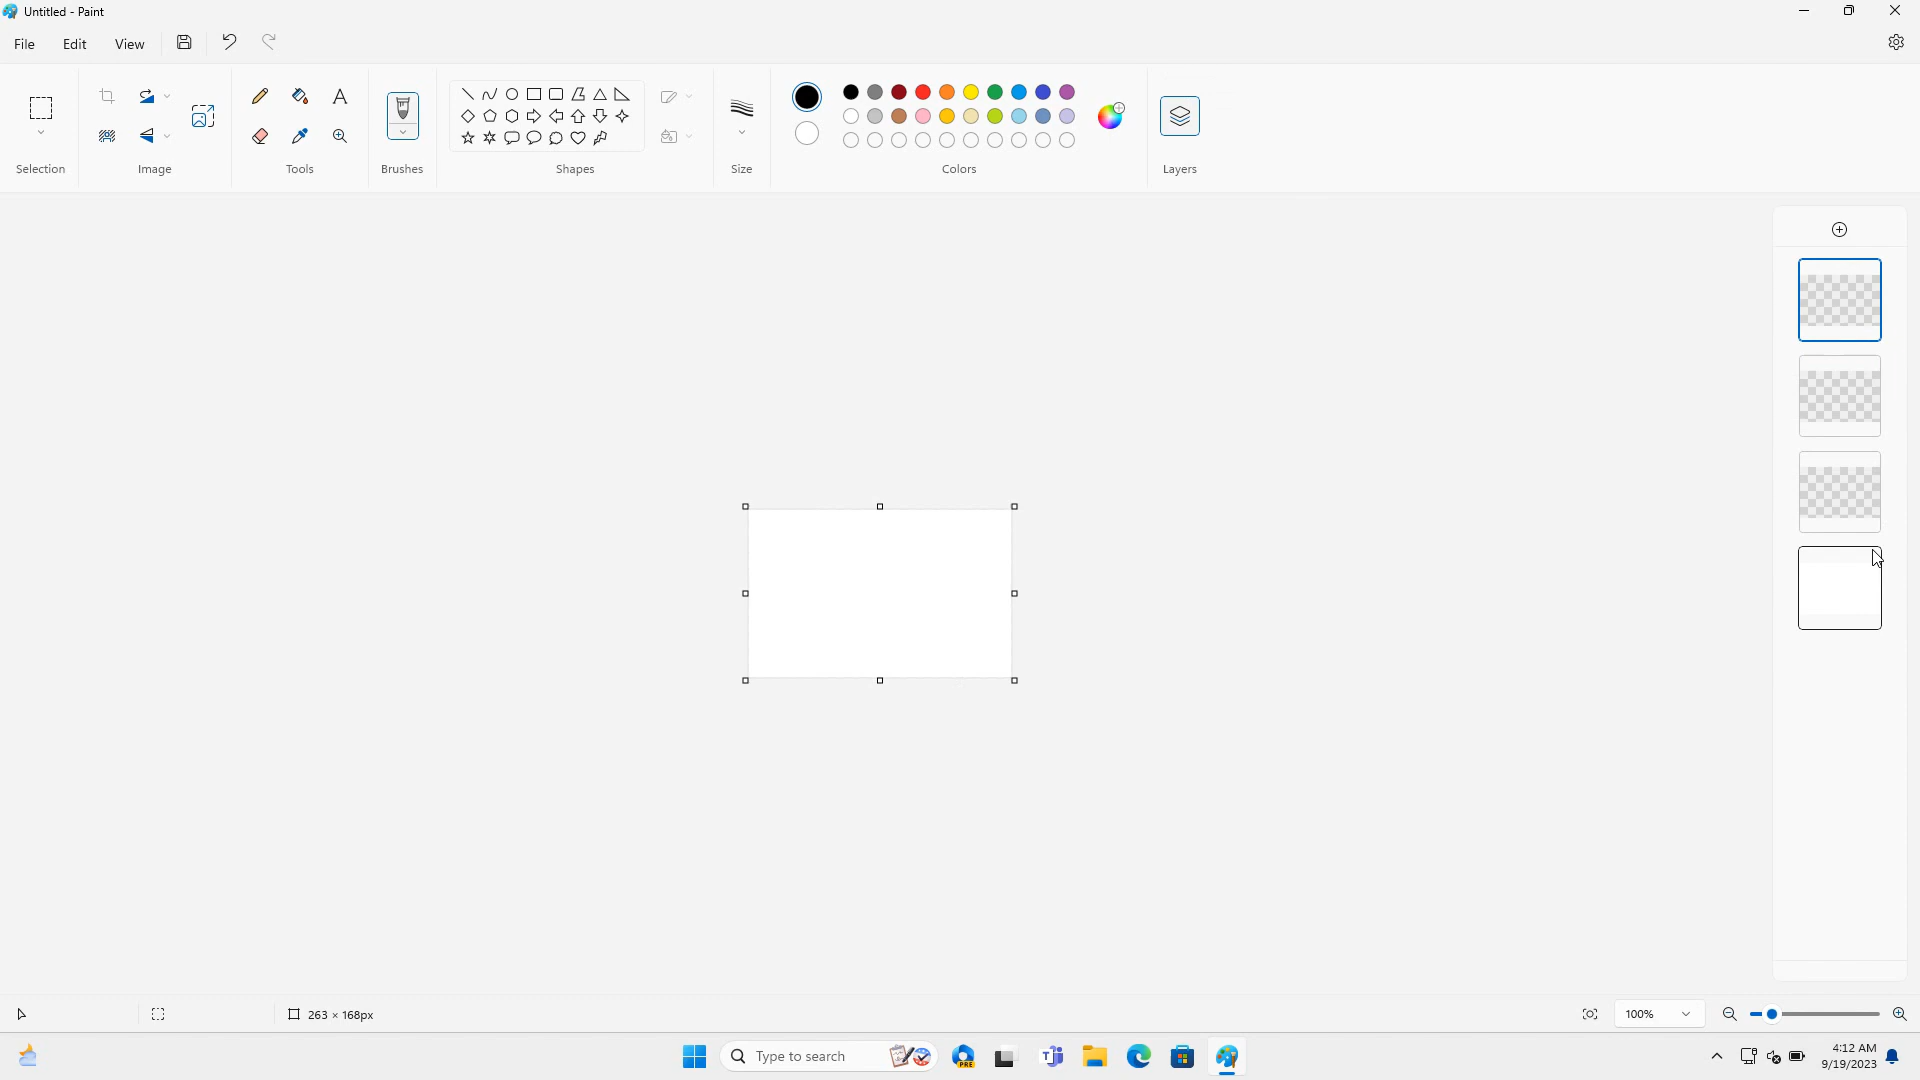 Untitled - Paint
File Edit View
Selection Image Tools Brushes Shapes Size Colors Layers
263 × 168px
100%
Type to search
PRE
4:12 AM
9/19/2023